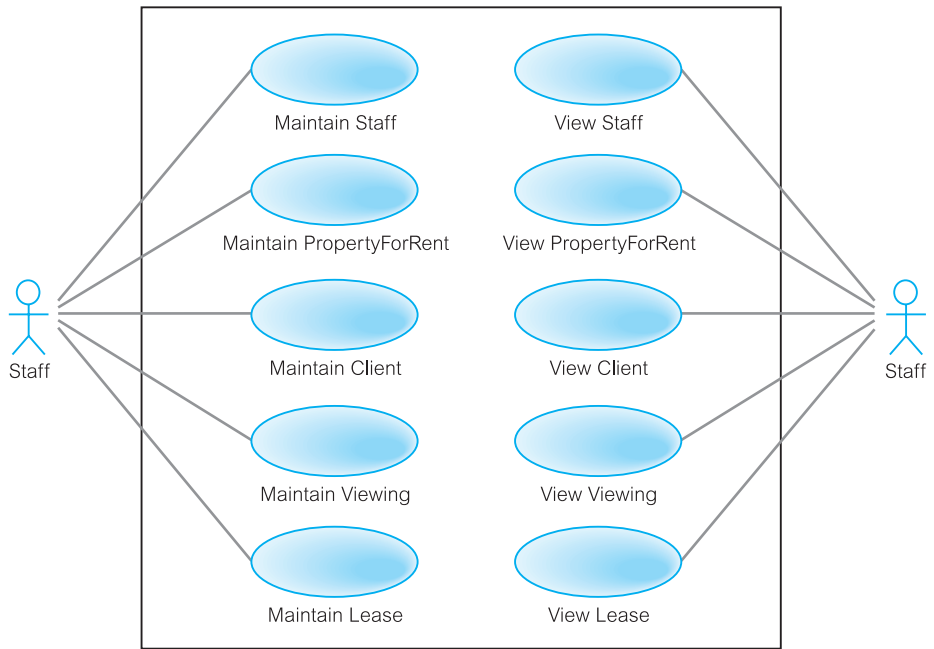 Maintain Staff
View Staff
Maintain PropertyForRent
View PropertyForRent
Maintain Client
View Client
Staff
Staff
Maintain Viewing
View Viewing
Maintain Lease
View Lease